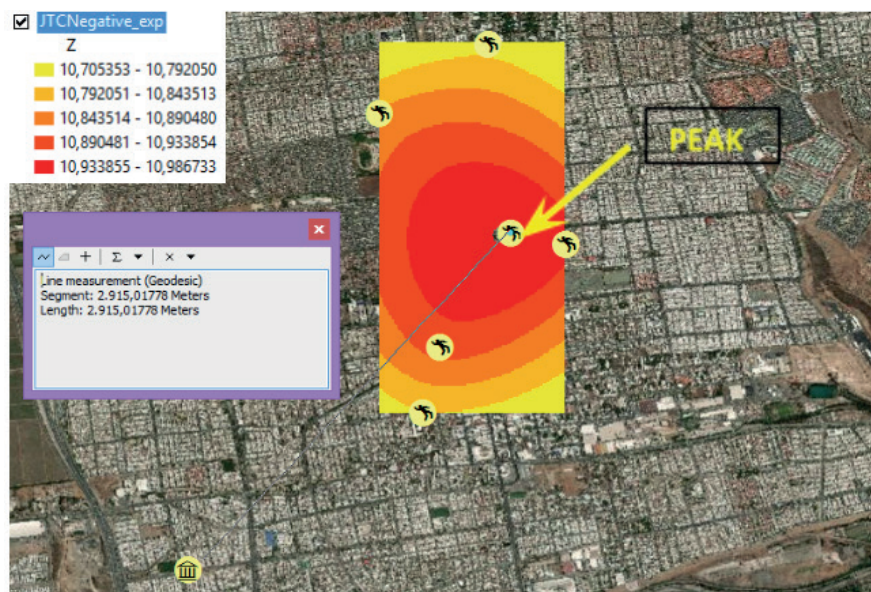 JTCNegative_exp
Z
10,705353 - 10,792050
10,792051 - 10,843513
10,843514 - 10,890480
10,890481 - 10,933854
10,933855 - 10,986733
PEAK
Line measurement (Geodesic)
Segment: 2.915,01778 Meters
Length: 2.915,01778 Meters